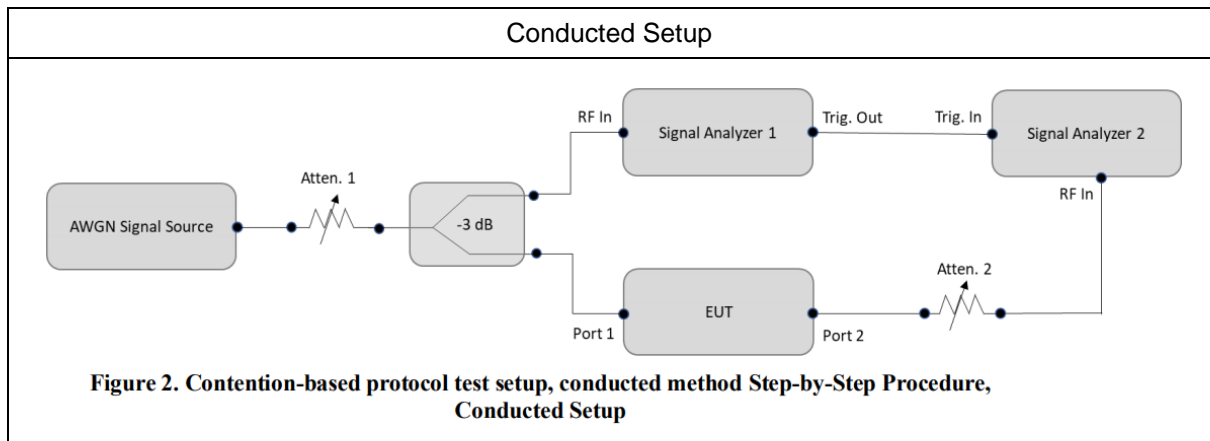 Conducted Setup
RF In
Signal Analyzer 1
Trig. Out
Trig. In
Signal Analyzer 2
RF In
Atten. 1
AWGN Signal Source
-3 dB
Atten. 2
EUT
Port 1
Port 2
Figure 2. Contention-based protocol test setup, conducted method Step-by-Step Procedure,
Conducted Setup